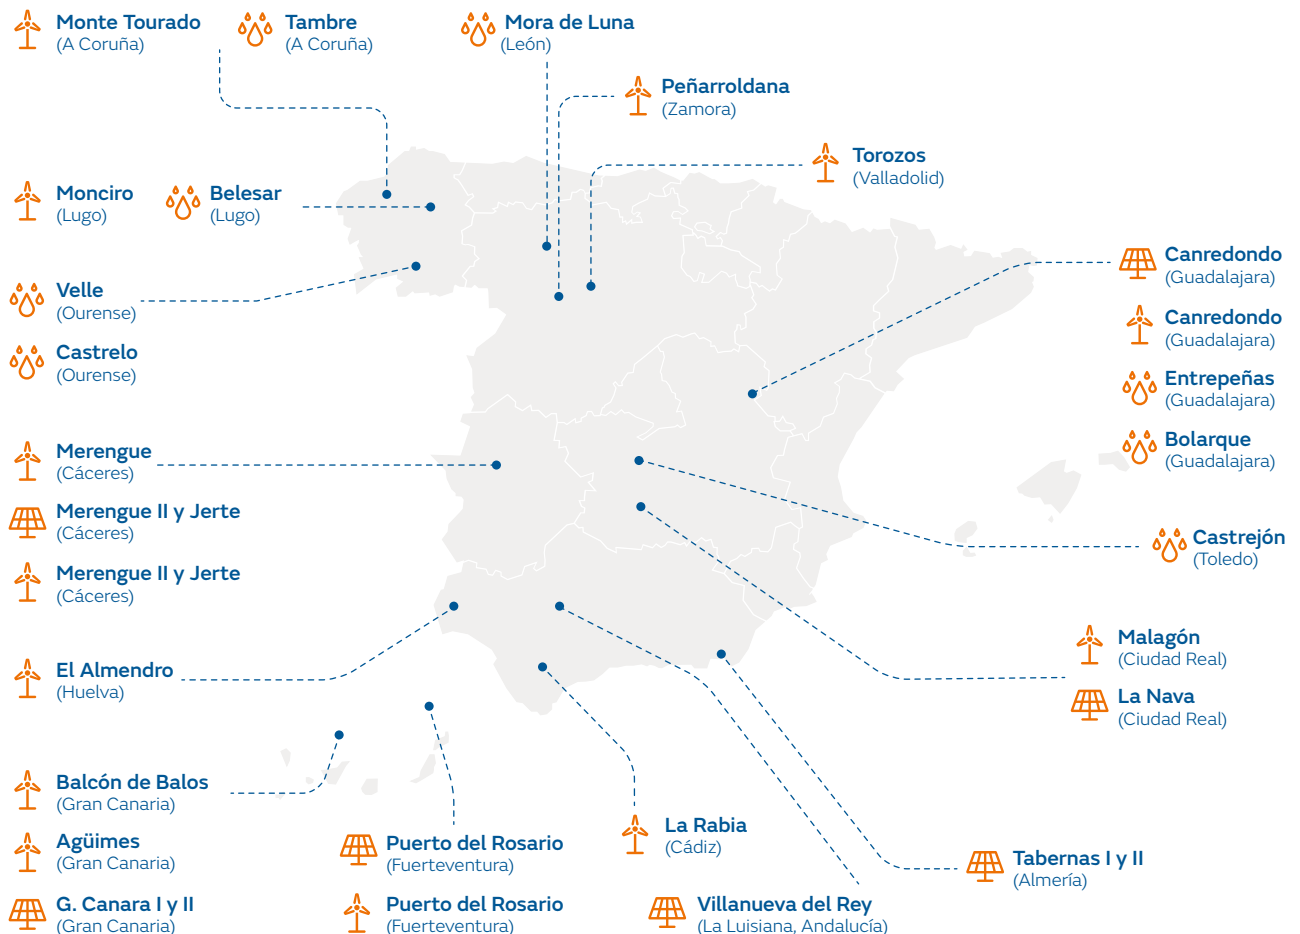 Monte Tourado
(A Coruña)
Tambre
(A Coruña)
Mora de Luna
(León)
Peñarroldana
(Zamora)
Torozos
(Valladolid)
Monciro
(Lugo)
Belesar
(Lugo)
Canredondo
(Guadalajara)
Velle
(Ourense)
Canredondo
(Guadalajara)
Castrelo
(Ourense)
Entrepeñas
(Guadalajara)
Bolarque
(Guadalajara)
Merengue
(Cáceres)
Merengue II y Jerte
(Cáceres)
Castrejón
(Toledo)
Merengue II y Jerte
(Cáceres)
Malagón
(Ciudad Real)
El Almendro
(Huelva)
La Nava
(Ciudad Real)
Balcón de Balos
(Gran Canaria)
Agüimes
(Gran Canaria)
Puerto del Rosario
(Fuerteventura)
La Rabia
(Cádiz)
Tabernas I y II
(Almería)
G. Canara I y II
(Gran Canaria)
Puerto del Rosario
(Fuerteventura)
Villanueva del Rey
(La Luisiana, Andalucía)